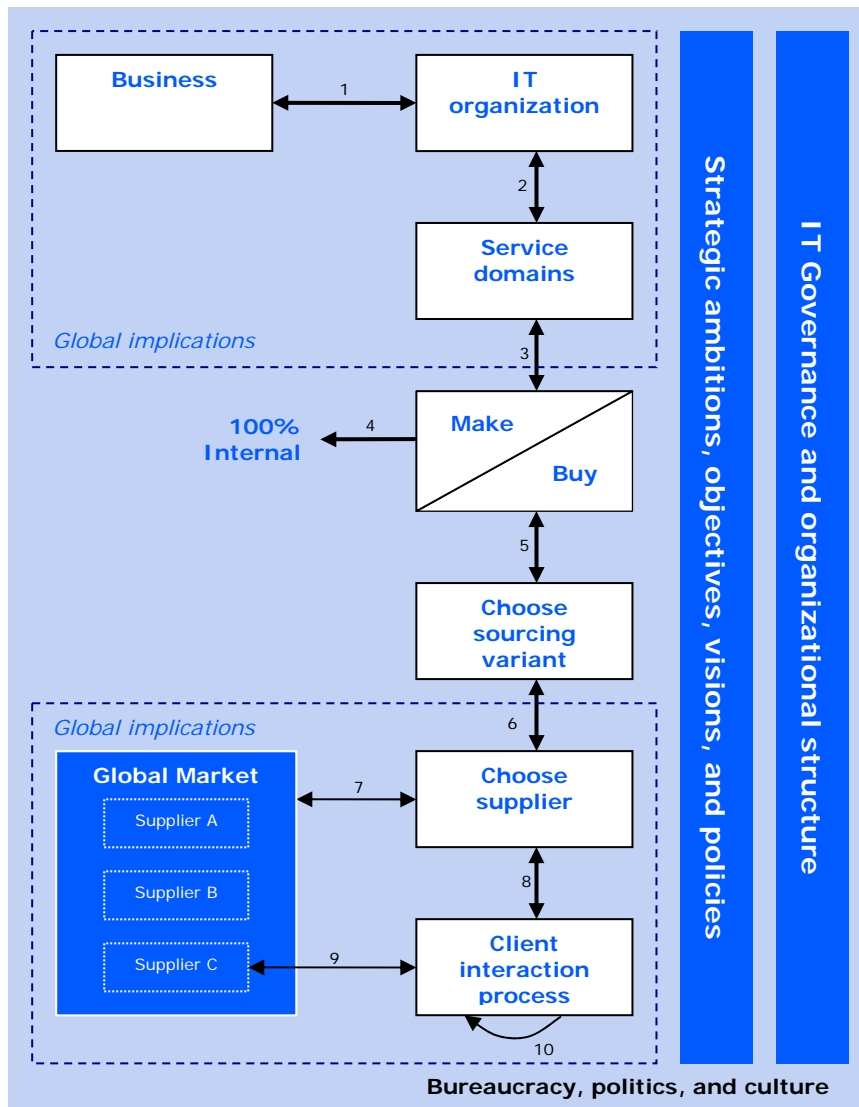 Business
1
IT
organization
2
Service
domains
Global implications
3
100%
Internal
4
Make
Buy
5
Choose
sourcing
variant
Global implications
6
Global Market
Supplier A
Supplier B
Supplier C
7
Choose
supplier
8
9
Client
interaction
process
10
Strategic ambitions, objectives, visions, and policies
IT Governance and organizational structure
Bureaucracy, politics, and culture